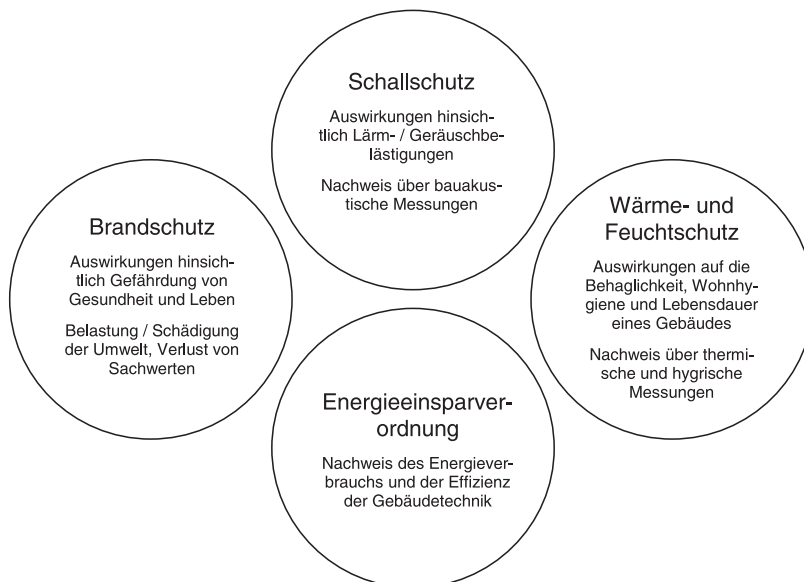 Schallschutz
Auswirkungen hinsich-
tlich Lärm- / Geräuschbe-
lästigungen
Nachweis über bauakus-
tische Messungen
Brandschutz
Auswirkungen hinsich-
tlich Gefährdung von
Gesundheit und Leben
Belastung / Schädigung
der Umwelt, Verlust von
Sachwerten
Wärme- und
Feuchtschutz
Auswirkungen auf die
Behaglichkeit, Wohnhy-
giene und Lebensdauer
eines Gebäudes
Nachweis über thermi-
sche und hygrische
Messungen
Energieeinsparver-
ordnung
Nachweis des Energiever-
brauchs und der Effizienz
der Gebäudetechnik